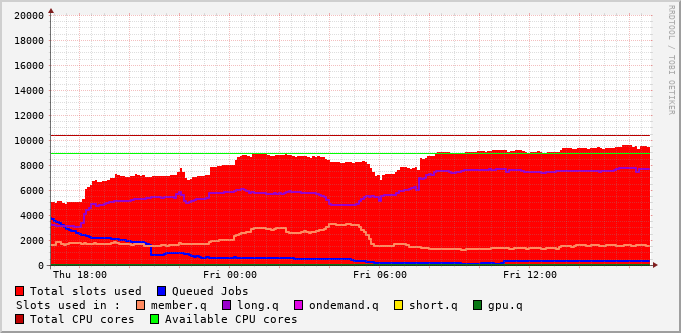 RRDTOOL / TOBI OETIKER
20000
18000
16000
14000
12000
10000
8000
6000
4000
2000
0
Thu 18:00 Fri 00:00 Fri 06:00 Fri 12:00
Total slots used Queued Jobs
Slots used in : member.q long.q ondemand.q short.q gpu.q
Total CPU cores Available CPU cores